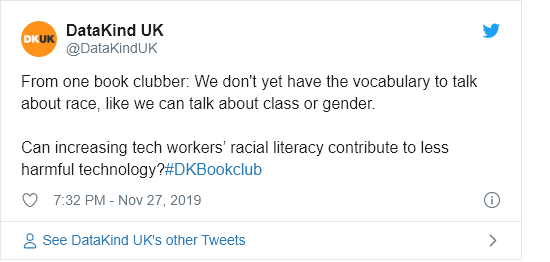 DKUK
DataKind UK
@DataKindUK
From one book clubber: We don't yet have the vocabulary to talk
about race, like we can talk about class or gender.
Can increasing tech workers’ racial literacy contribute to less
harmful technology?#DKBookclub
7:32 PM - Nov 27, 2019
See DataKind UK's other Tweets